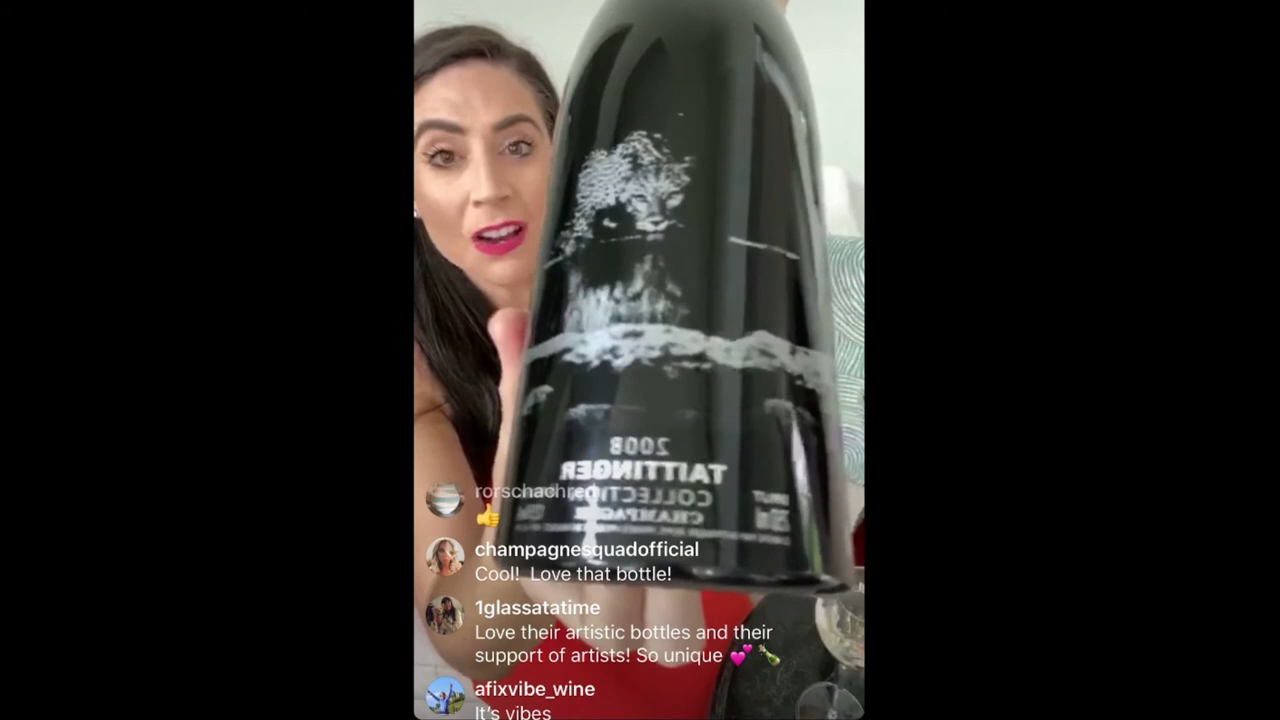 2008
TAITTINGER
COLLECTION
CHAMPAGNE
BRUT
rorschachre
👍
champagnesquadofficial
Cool! Love that bottle!
1glassatatime
Love their artistic bottles and their
support of artists! So unique 💕 🍾
afixvibe_wine
It's vibes